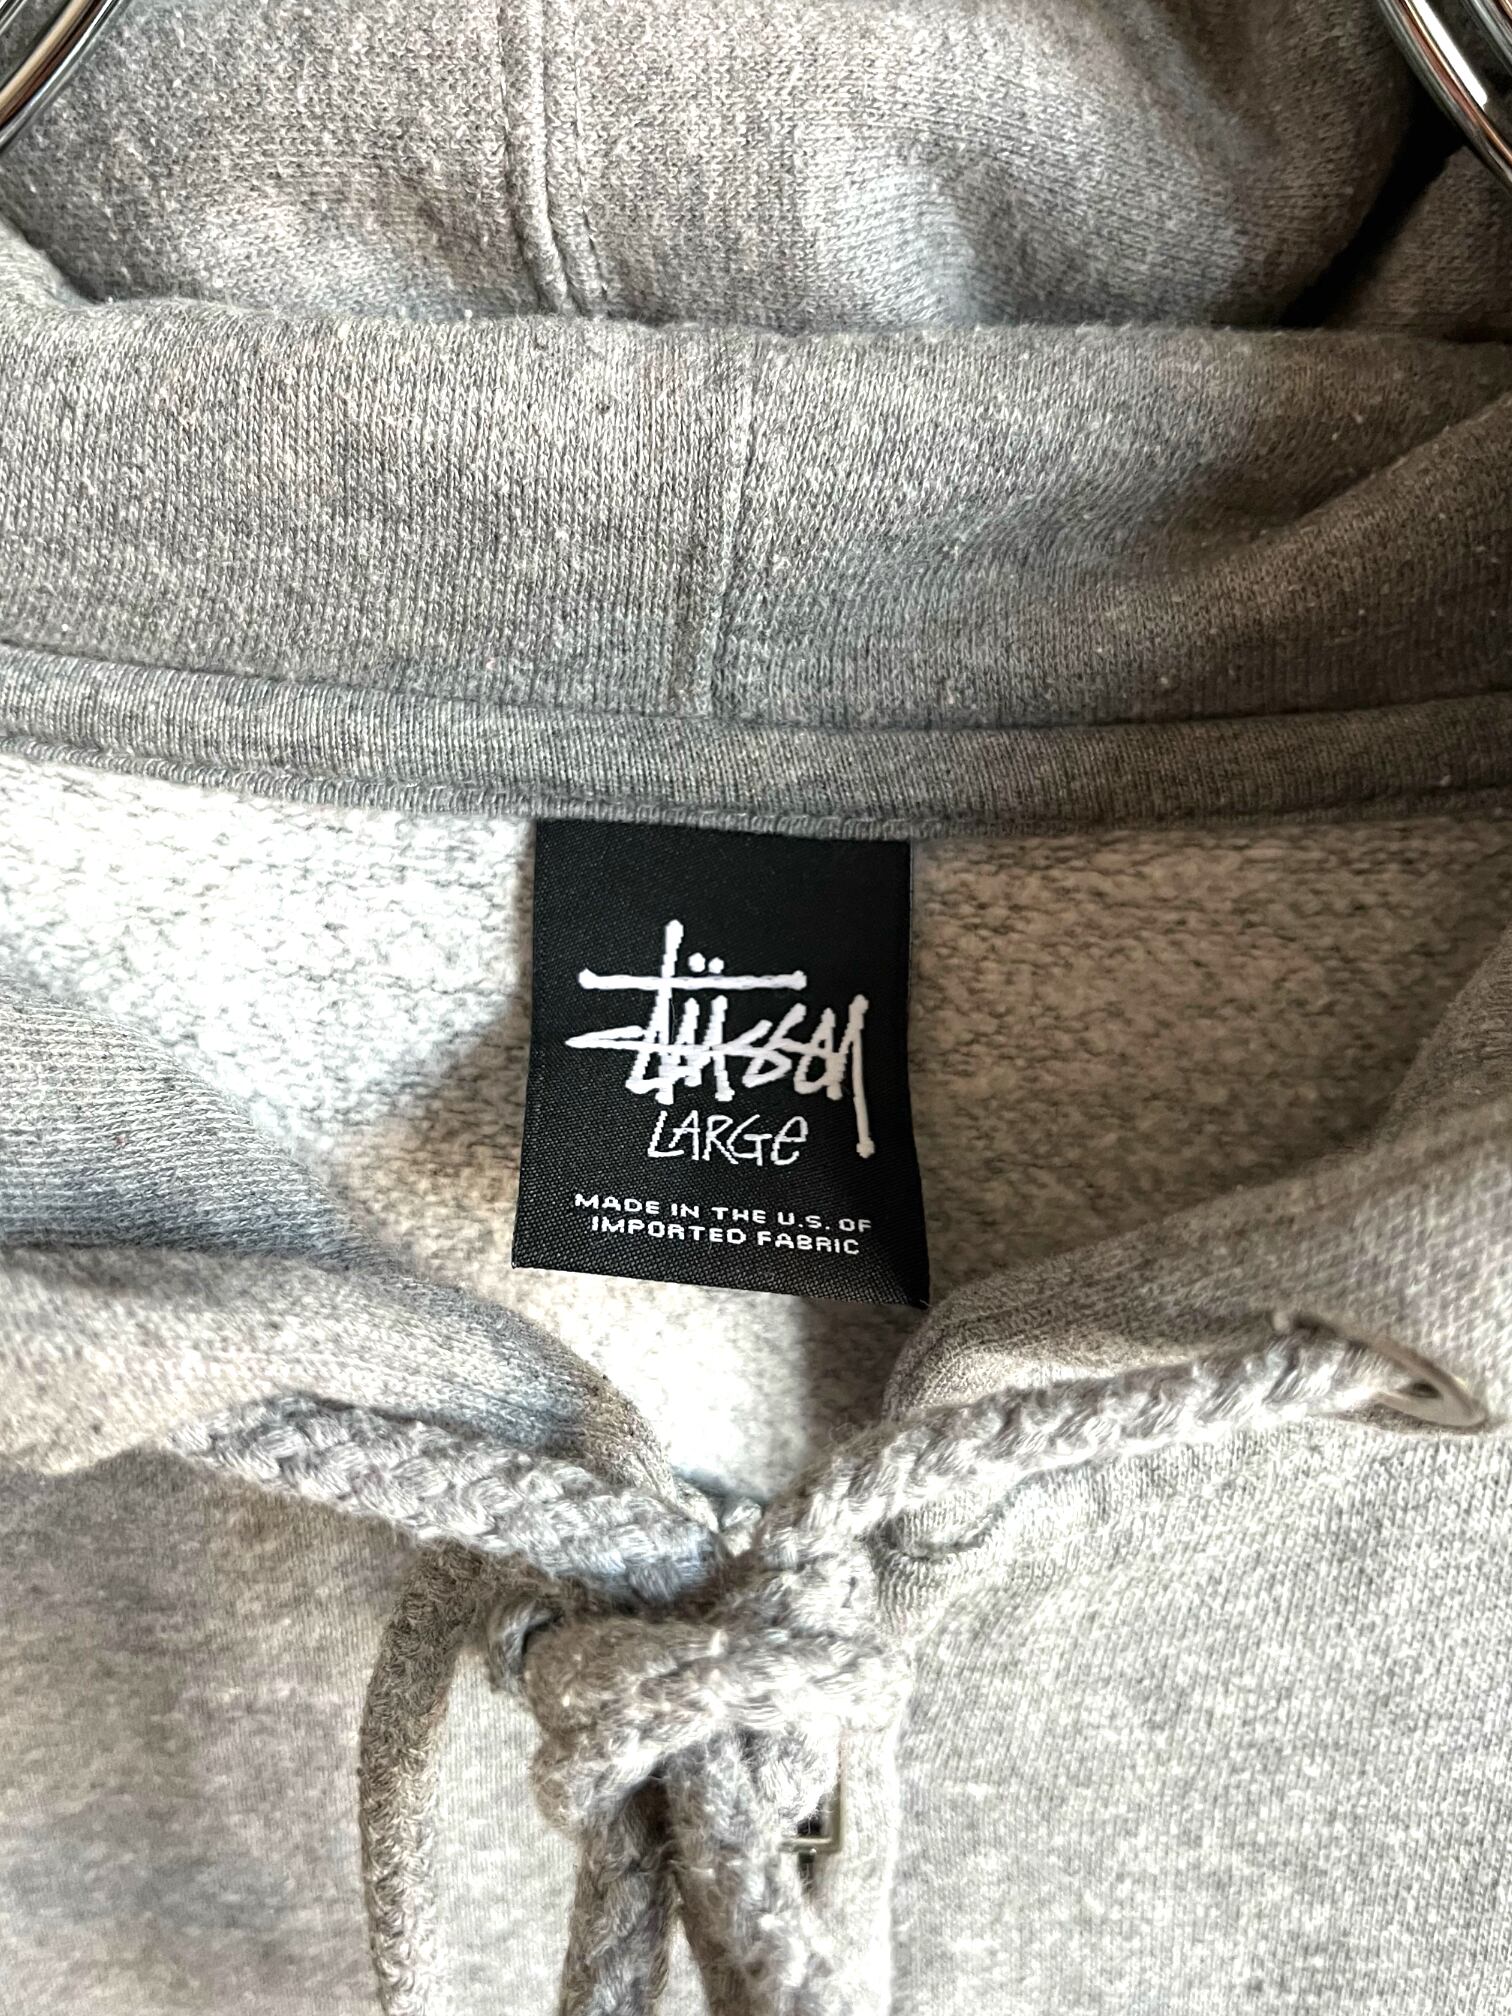 Stüssy
LARGe
MADE IN THE U.S. OF
IMPORTED FABRIC